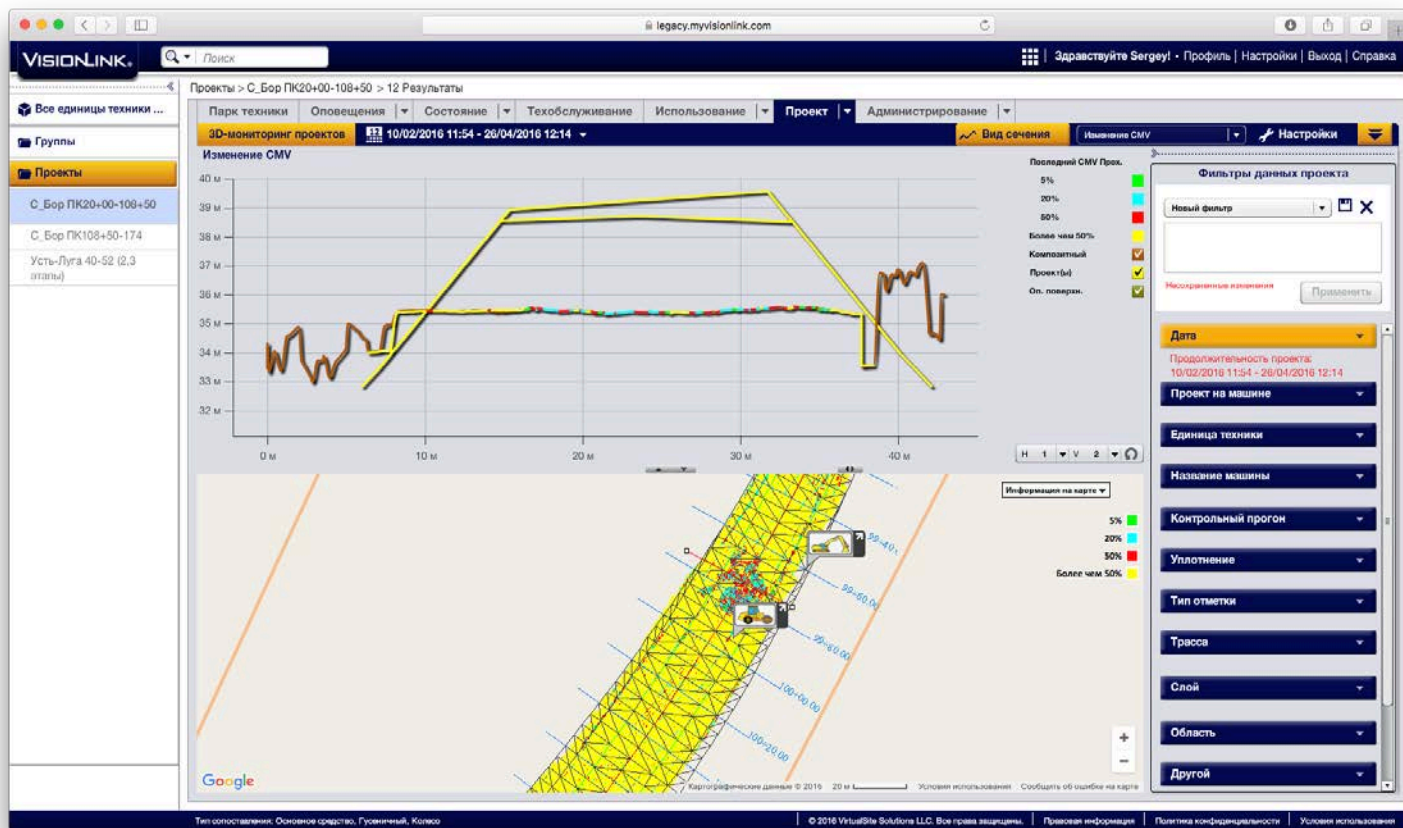 legacy.myvisionlink.com
VISIONLINK.
Поиск
Здравствуйте Sergey! • Профиль | Настройки | Выход | Справка
Проекты > С_Бор ПК20+00-108+50 > 12 Результаты
Все единицы техники ...
Группы
Проекты
С_Бор ПК20+00-108+50
С_Бор ПК108+50-174
Усть-Луга 40-52 (2,3 этапы)
Парк техники
Оповещения
Состояние
Техобслуживание
Использование
Проект
Администрирование
3D-мониторинг проектов
12 10/02/2016 11:54 - 26/04/2016 12:14
Вид сечения
Изменение CMV
Настройки
Изменение CMV
40 м
39 м
38 м
37 м
36 м
35 м
34 м
33 м
32 м
0 м
10 м
20 м
30 м
40 м
Последний CMV Прох.
5%
20%
50%
Более чем 50%
Композитный
Проект(ы)
Оп. поверхн.
H 1 V 2
Информация на карте
5%
20%
50%
Более чем 50%
99+40.
99+60.00
99+80.00
100+00.00
100+20.00
Google
Картографические данные © 2016
20 м
Условия использования
Сообщить об ошибке на карте
Фильтры данных проекта
Новый фильтр
Несохраненные изменения
Применить
Дата
Продолжительность проекта:
10/02/2016 11:54 - 26/04/2016 12:14
Проект на машине
Единица техники
Название машины
Контрольный прогон
Уплотнение
Тип отметки
Трасса
Слой
Область
Другой
Тип сопоставления: Основное средство, Гусеничный, Колесо
© 2016 VirtualSite Solutions LLC. Все права защищены.
Правовая информация
Политика конфиденциальности
Условия использования